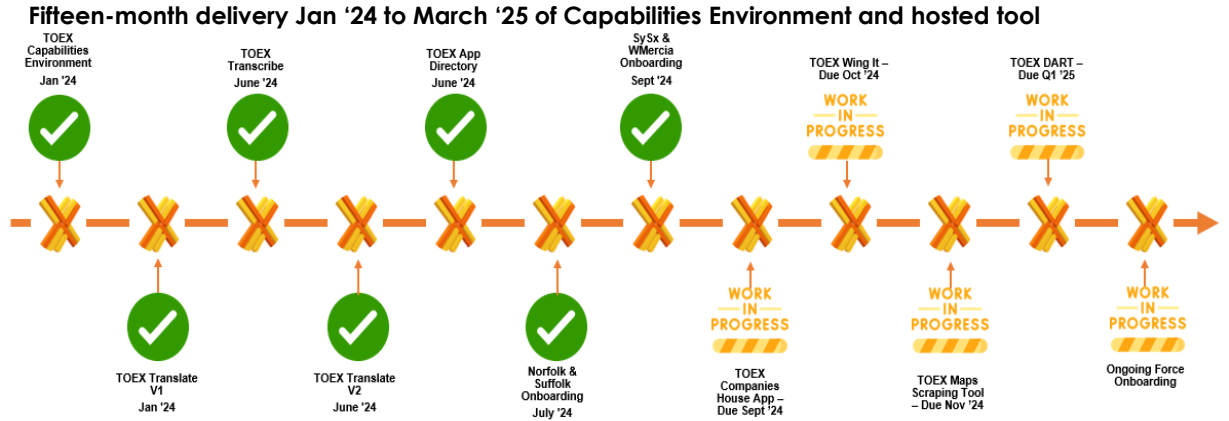 Fifteen-month delivery Jan ‘24 to March ‘25 of Capabilities Environment and hosted tool
TOEX
Capabilities
Environment
Jan '24
TOEX
Transcribe
June '24
TOEX App
Directory
June '24
SySx &
WMercia
Onboarding
Sept '24
TOEX Wing It –
Due Oct '24
WORK
IN
PROGRESS
TOEX DART –
Due Q1 '25
WORK
IN
PROGRESS
TOEX Translate
V1
Jan '24
TOEX Translate
V2
June '24
Norfolk &
Suffolk
Onboarding
July '24
WORK
IN
PROGRESS
TOEX
Companies
House App –
Due Sept '24
WORK
IN
PROGRESS
TOEX Maps
Scraping Tool
– Due Nov '24
WORK
IN
PROGRESS
Ongoing Force
Onboarding